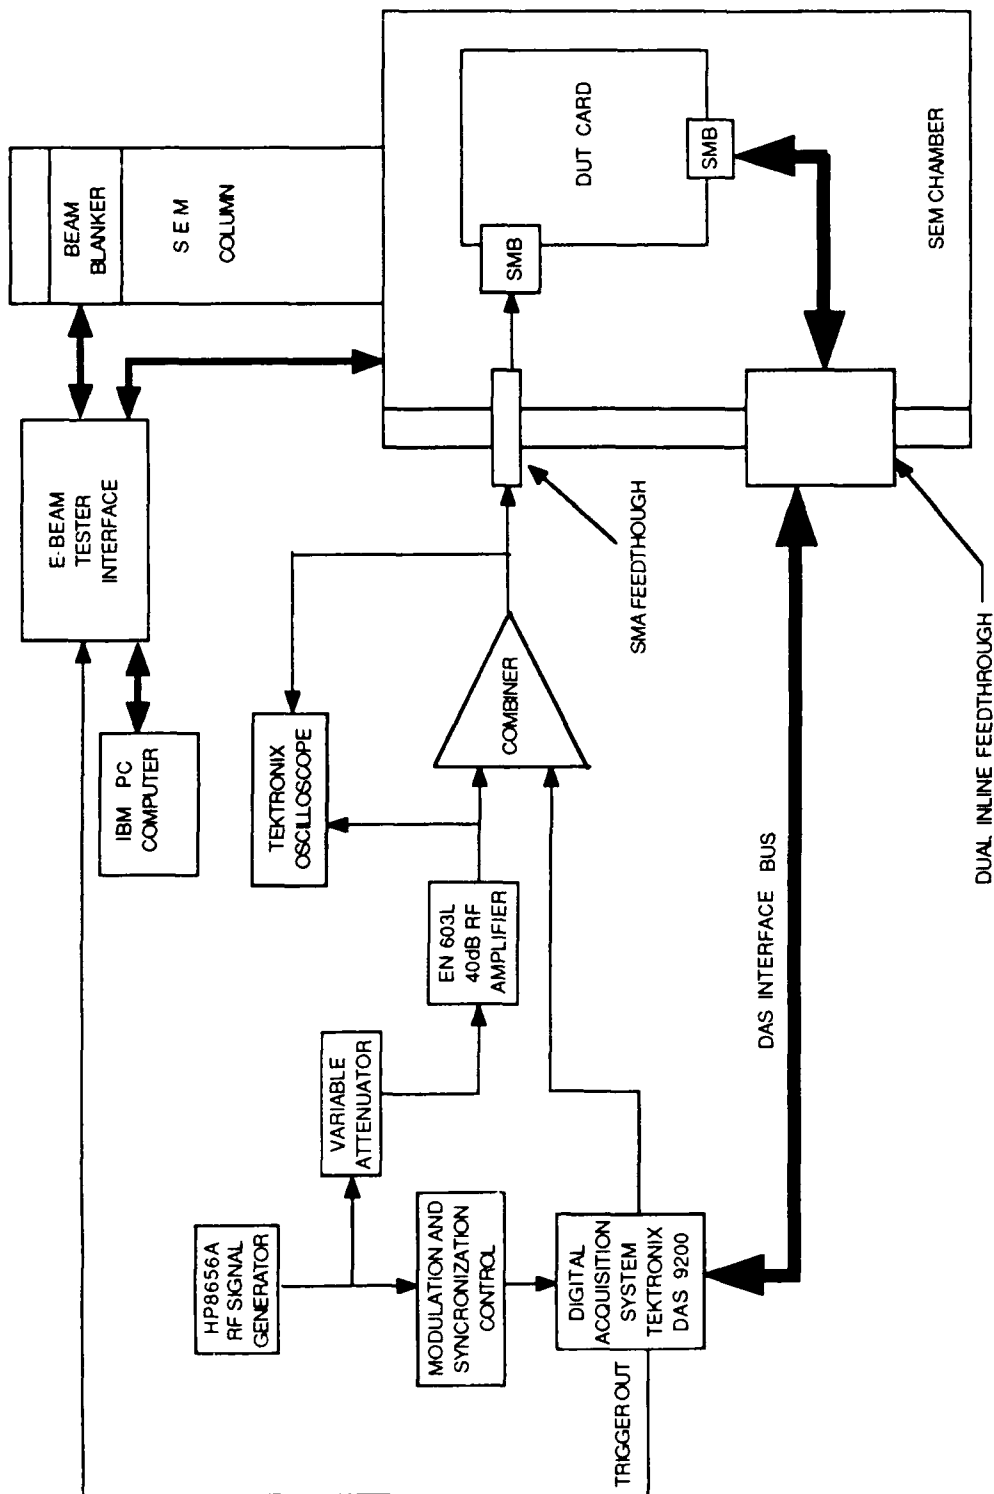 BEAM
BLANKER
S E M
COLUMN
DUT CARD
SMB
SMB
SEM CHAMBER
E-BEAM
TESTER
INTERFACE
IBM PC
COMPUTER
TEKTRONIX
OSCILLOSCOPE
COMBINER
SMA FEEDTHOUGH
DUAL INLINE FEEDTHROUGH
EN 603L
40dB RF
AMPLIFIER
DAS INTERFACE BUS
VARIABLE
ATTENUATOR
HP8656A
RF SIGNAL
GENERATOR
MODULATION AND
SYNCRONIZATION
CONTROL
DIGITAL
ACQUISITION
SYSTEM
TEKTRONIX
DAS 9200
TRIGGER OUT